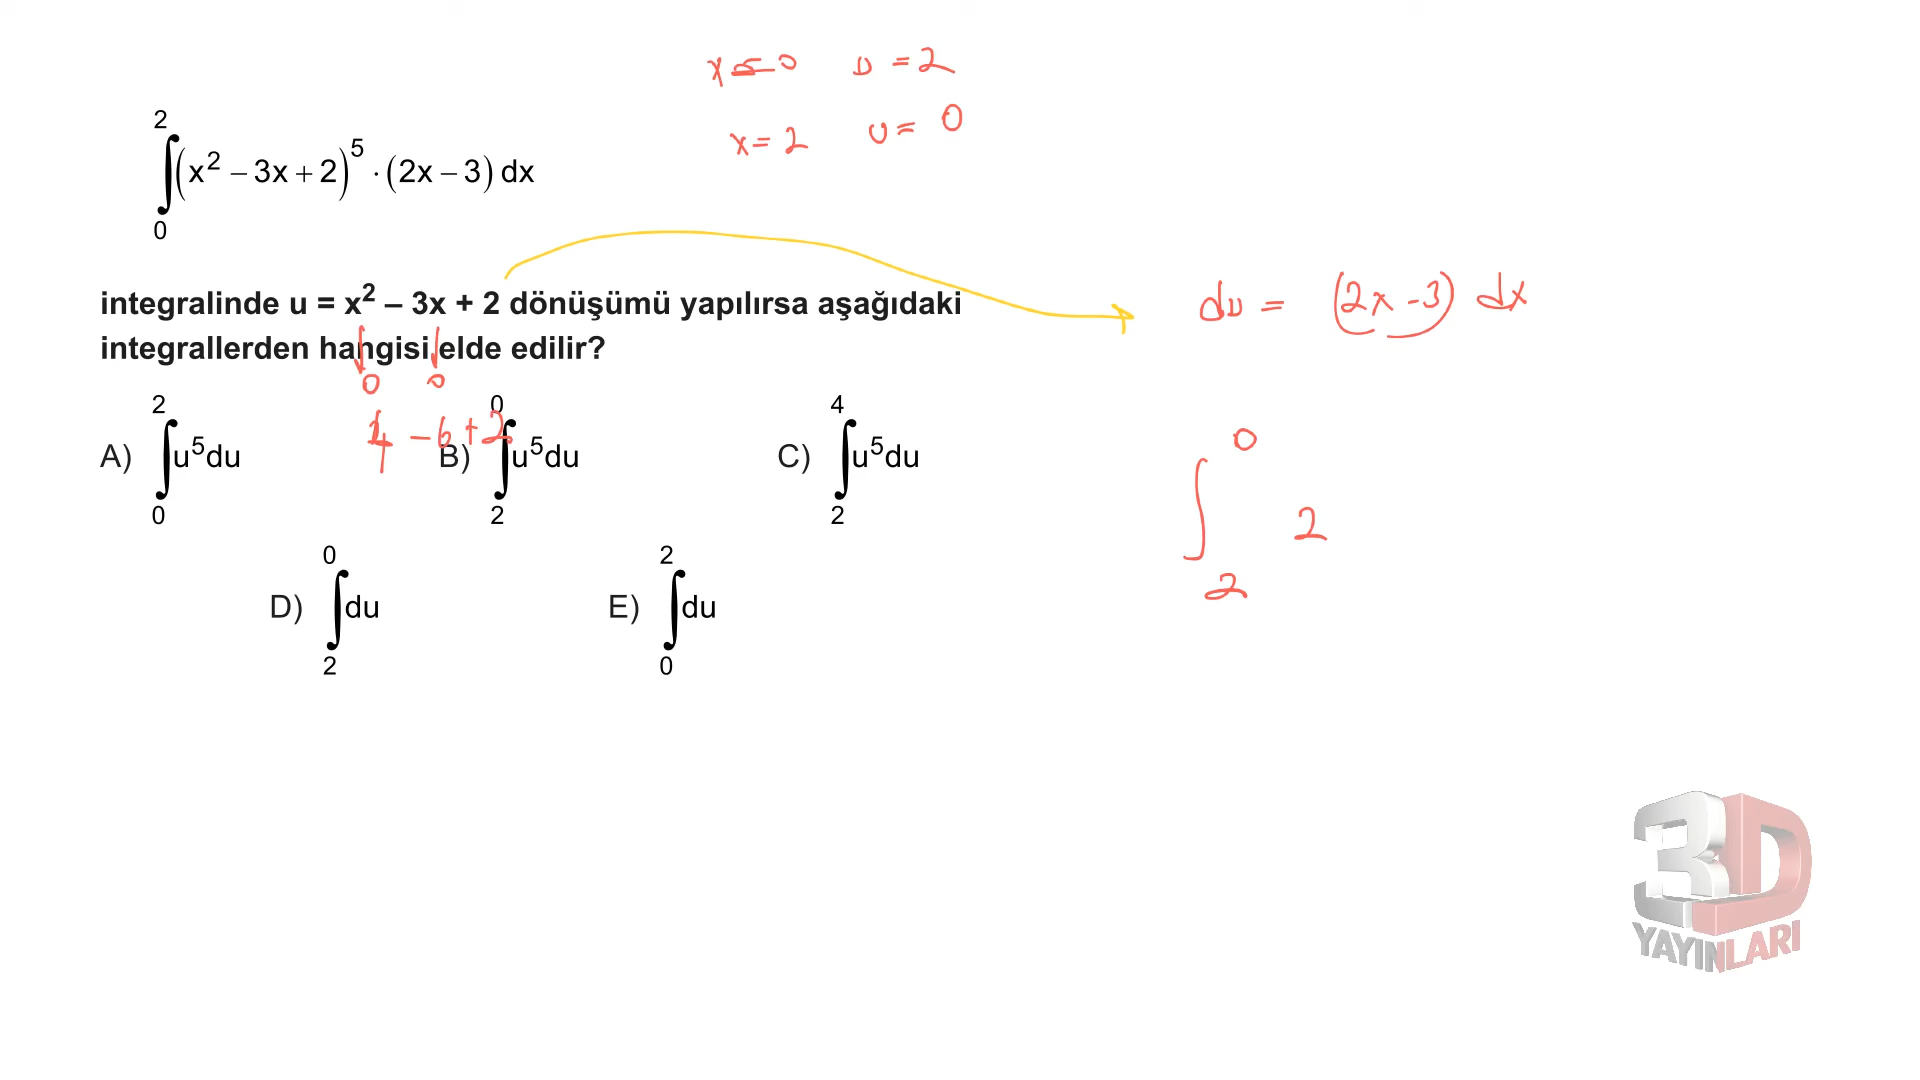 x = 0 u = 2
x = 2 u = 0
2
∫(x² – 3x + 2)⁵ · (2x – 3) dx
0
integralinde u = x² – 3x + 2 dönüşümü yapılırsa aşağıdaki
integrallerden hangisi elde edilir?
du = (2x - 3) dx
0 0
4 - 6 + 2
2 0 4
A) ∫u⁵du B) ∫u⁵du C) ∫u⁵du
0 2 2
0
∫ 2
2
0 2
D) ∫du E) ∫du
2 0
3D
YAYINLARI